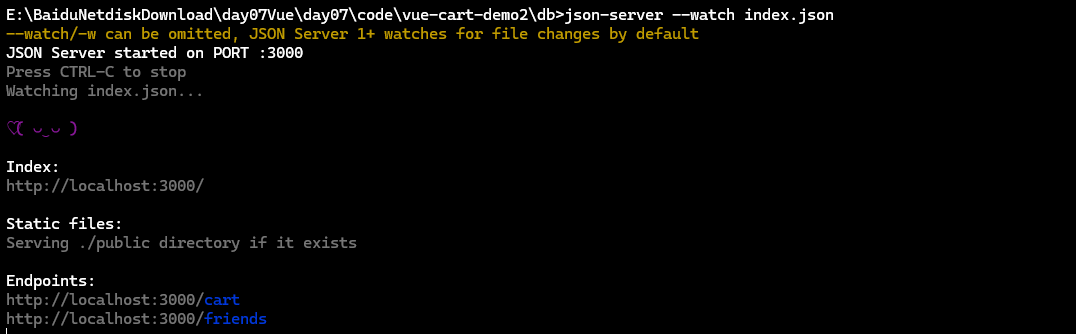 E:\BaiduNetdiskDownload\day07Vue\day07\code\vue-cart-demo2\db>json-server --watch index.json
--watch/-w can be omitted, JSON Server 1+ watches for file changes by default
JSON Server started on PORT :3000
Press CTRL-C to stop
Watching index.json...
♡( ᴗ‿ᴗ )
Index:
http://localhost:3000/
Static files:
Serving ./public directory if it exists
Endpoints:
http://localhost:3000/cart
http://localhost:3000/friends